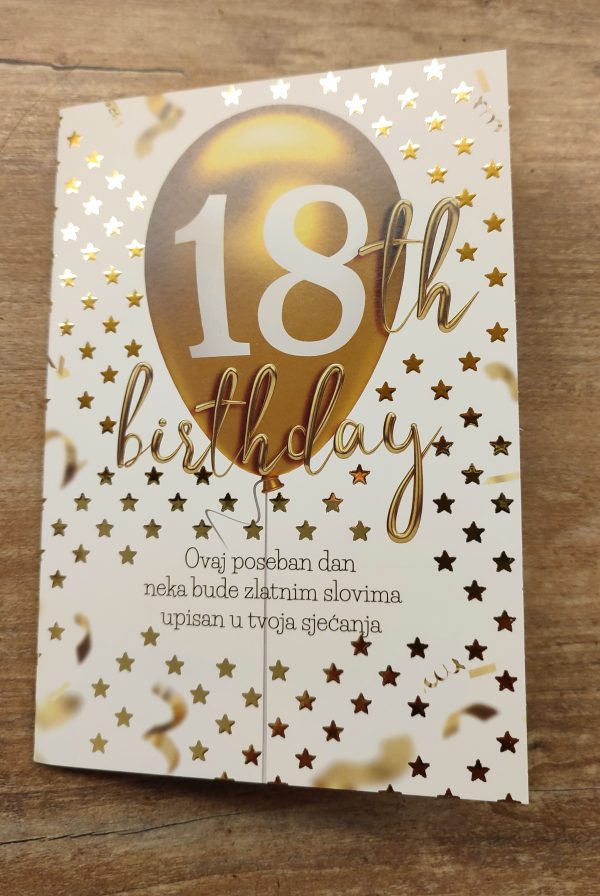 18th
birthday
Ovaj poseban dan
neka bude zlatnim slovima
upisan u tvoja sjećanja